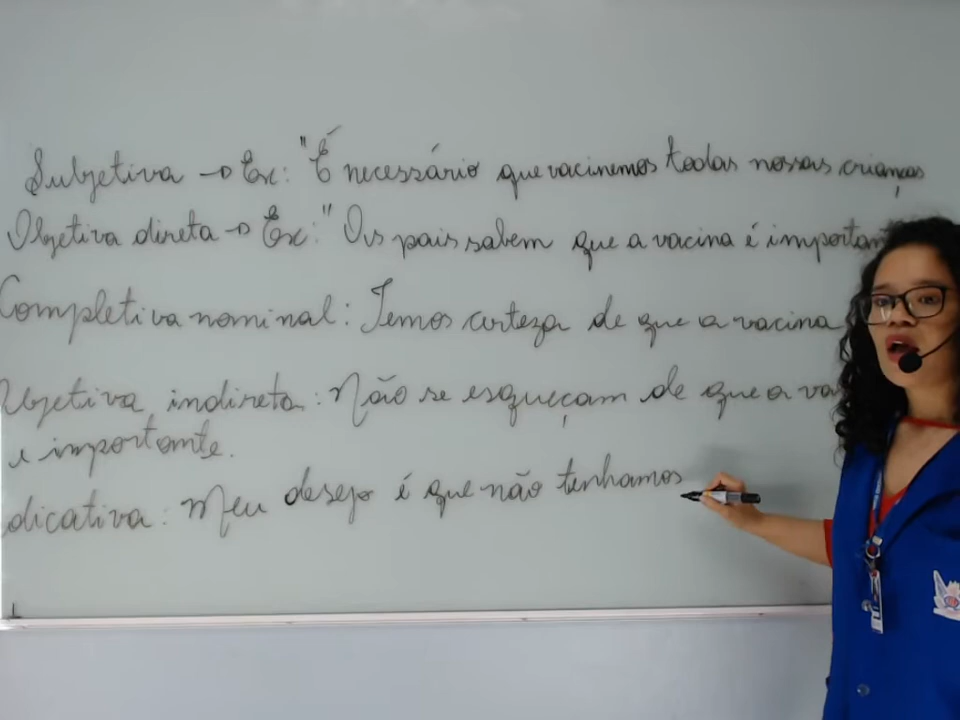 Subjetiva → Ex: "É necessário que vacinemos todas nossas crianças
Objetiva direta → Ex: "Os pais sabem que a vacina é importan
Completiva nominal: Temos certeza de que a vacina
Objetiva indireta: Não se esqueçam de que a va
é importante.
dicativa: Meu desejo é que não tenhamos